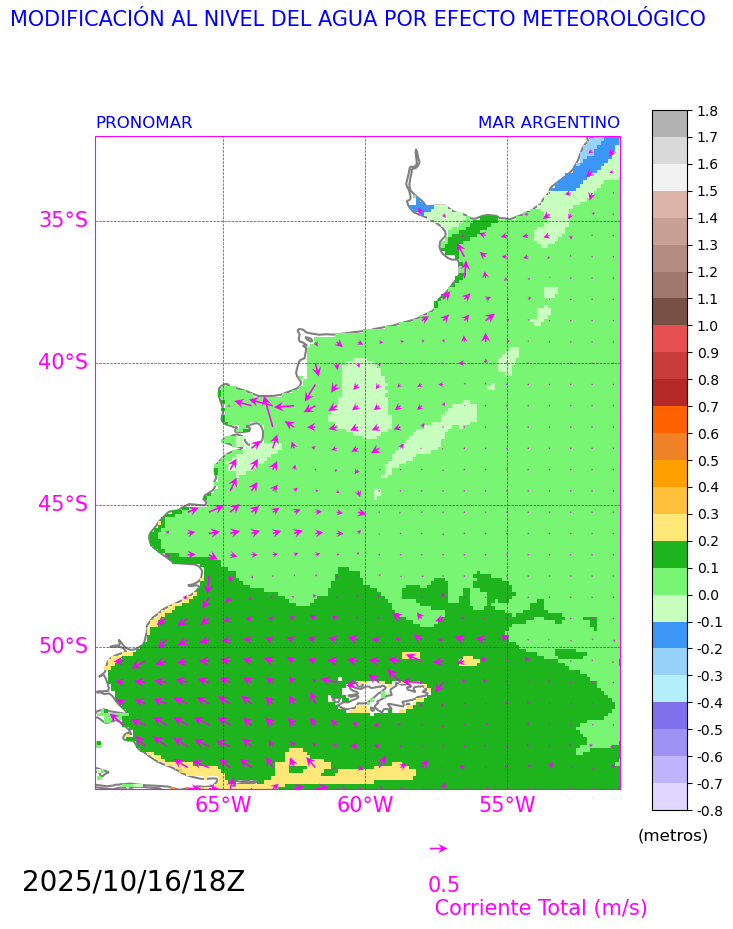 MODIFICACIÓN AL NIVEL DEL AGUA POR EFECTO METEOROLÓGICO
PRONOMAR MAR ARGENTINO
35°S
40°S
45°S
50°S
65°W 60°W 55°W
1.8
1.7
1.6
1.5
1.4
1.3
1.2
1.1
1.0
0.9
0.8
0.7
0.6
0.5
0.4
0.3
0.2
0.1
0.0
-0.1
-0.2
-0.3
-0.4
-0.5
-0.6
-0.7
-0.8
(metros)
2025/10/16/18Z
0.5
Corriente Total (m/s)